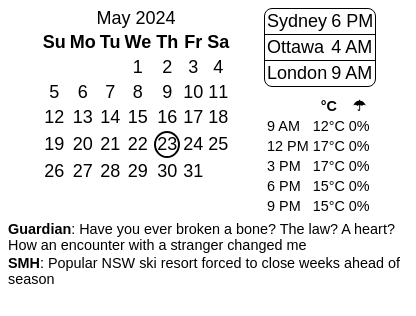 May 2024
Su Mo Tu We Th Fr Sa
1 2 3 4
5 6 7 8 9 10 11
12 13 14 15 16 17 18
19 20 21 22 23 24 25
26 27 28 29 30 31
Sydney 6 PM
Ottawa 4 AM
London 9 AM
°C ☂
9 AM 12°C 0%
12 PM 17°C 0%
3 PM 17°C 0%
6 PM 15°C 0%
9 PM 15°C 0%
Guardian: Have you ever broken a bone? The law? A heart?
How an encounter with a stranger changed me
SMH: Popular NSW ski resort forced to close weeks ahead of
season